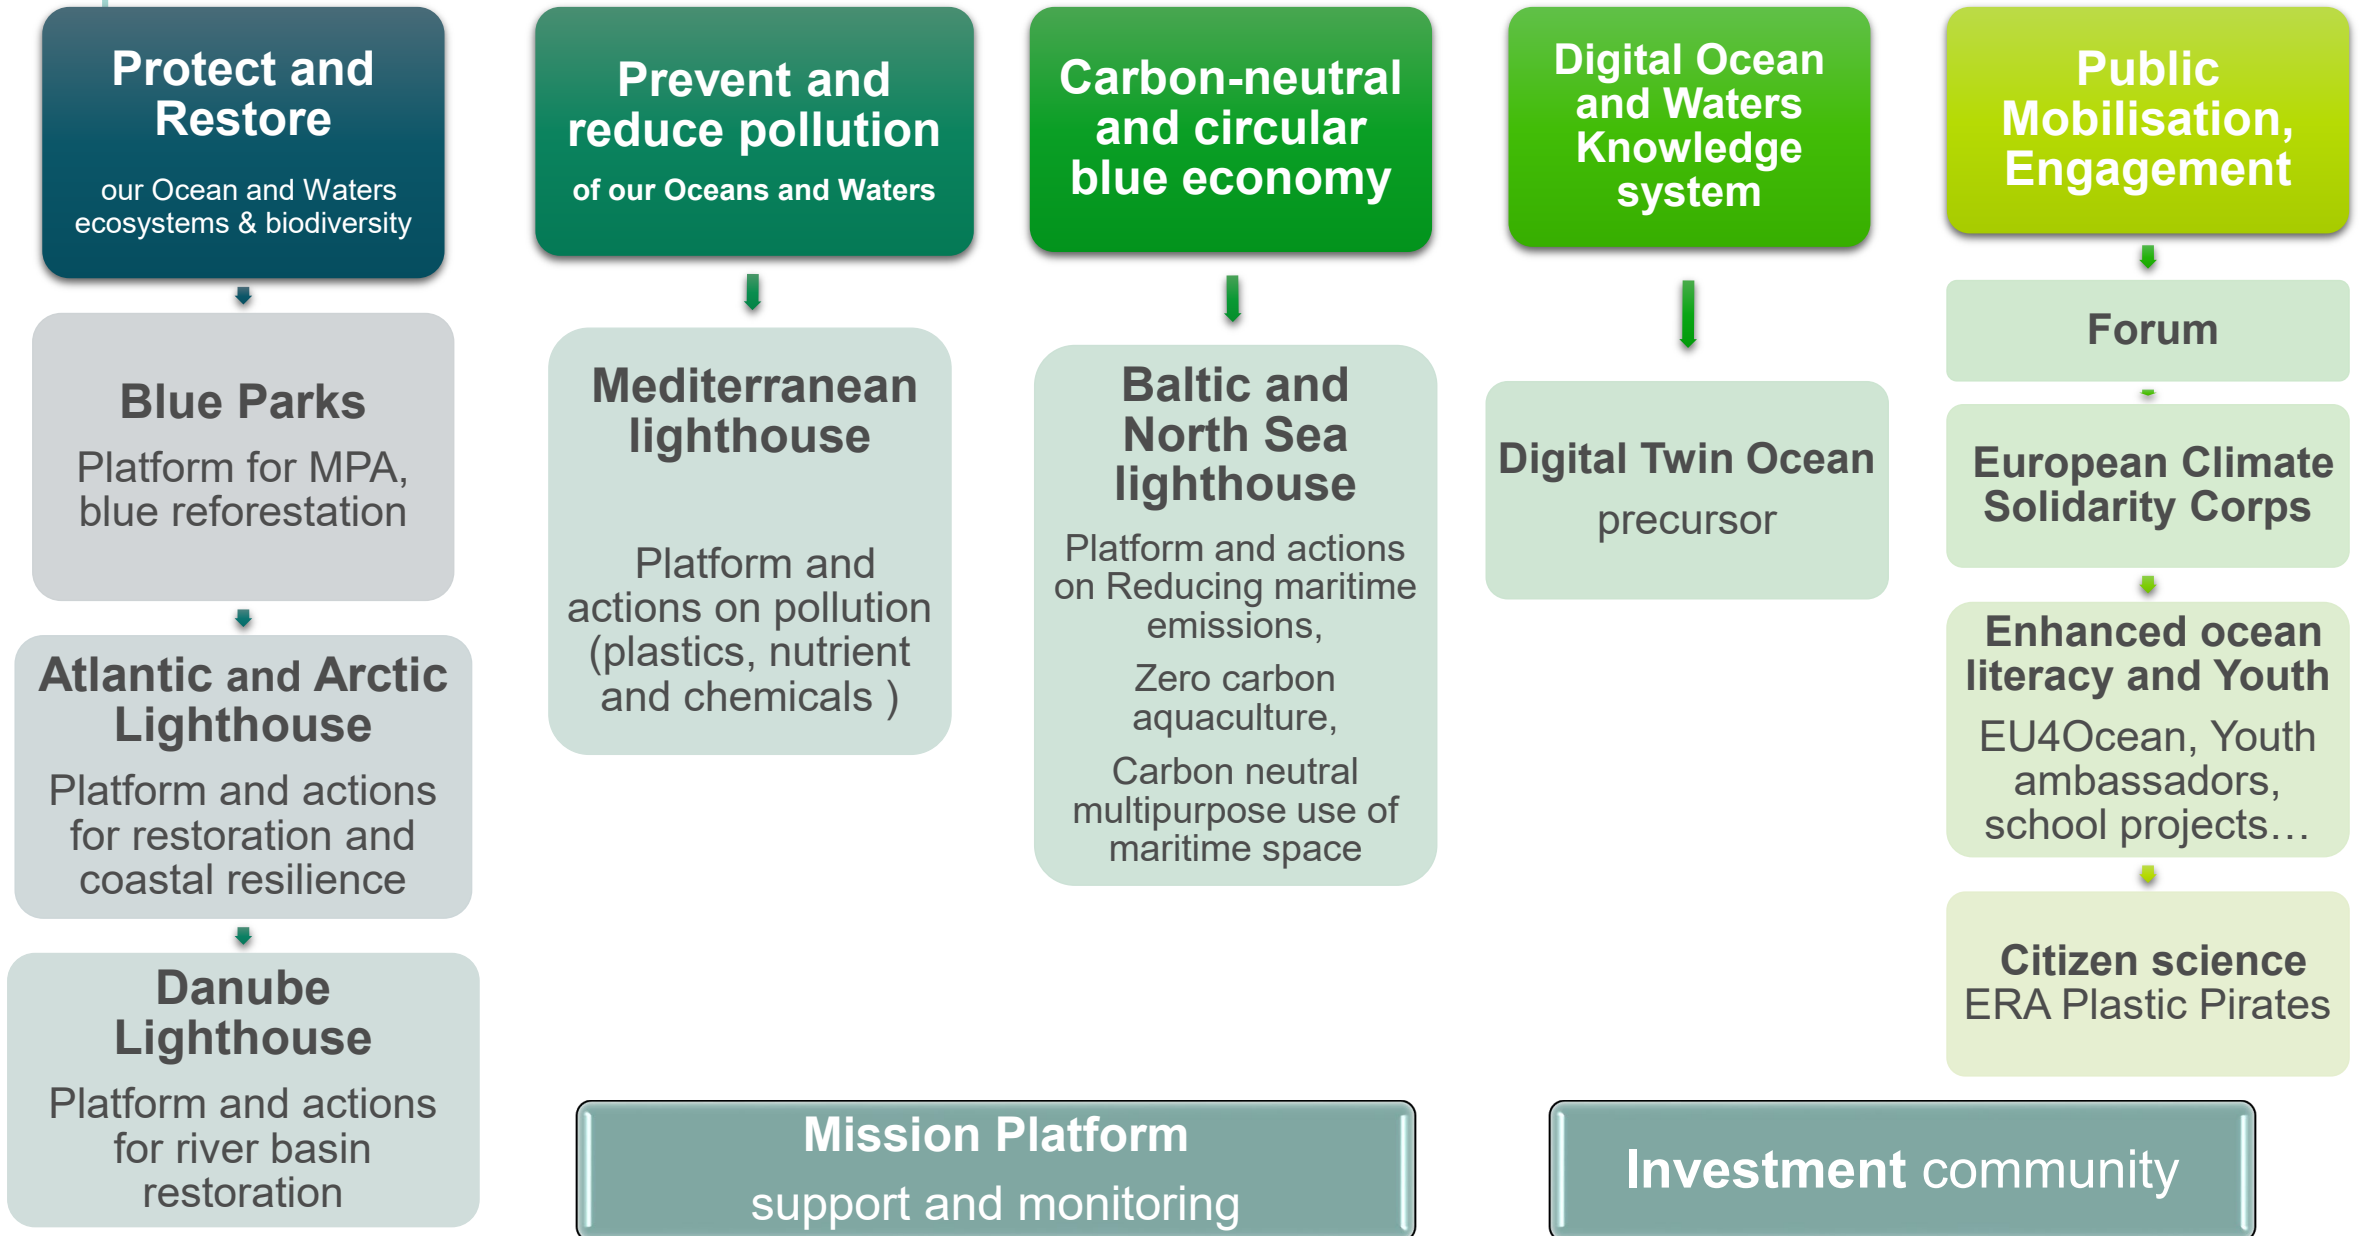 Protect and
Restore
our Ocean and Waters
ecosystems & biodiversity
Blue Parks
Platform for MPA,
blue reforestation
Atlantic and Arctic
Lighthouse
Platform and actions
for restoration and
coastal resilience
Danube
Lighthouse
Platform and actions
for river basin
restoration
Prevent and
reduce pollution
of our Oceans and Waters
Mediterranean
lighthouse
Platform and
actions on pollution
(plastics, nutrient
and chemicals )
Carbon-neutral
and circular
blue economy
Baltic and
North Sea
lighthouse
Platform and actions
on Reducing maritime
emissions,
Zero carbon
aquaculture,
Carbon neutral
multipurpose use of
maritime space
Digital Ocean
and Waters
Knowledge
system
Digital Twin Ocean
precursor
Public
Mobilisation,
Engagement
Forum
European Climate
Solidarity Corps
Enhanced ocean
literacy and Youth
EU4Ocean, Youth
ambassadors,
school projects…
Citizen science
ERA Plastic Pirates
Mission Platform
support and monitoring
Investment community